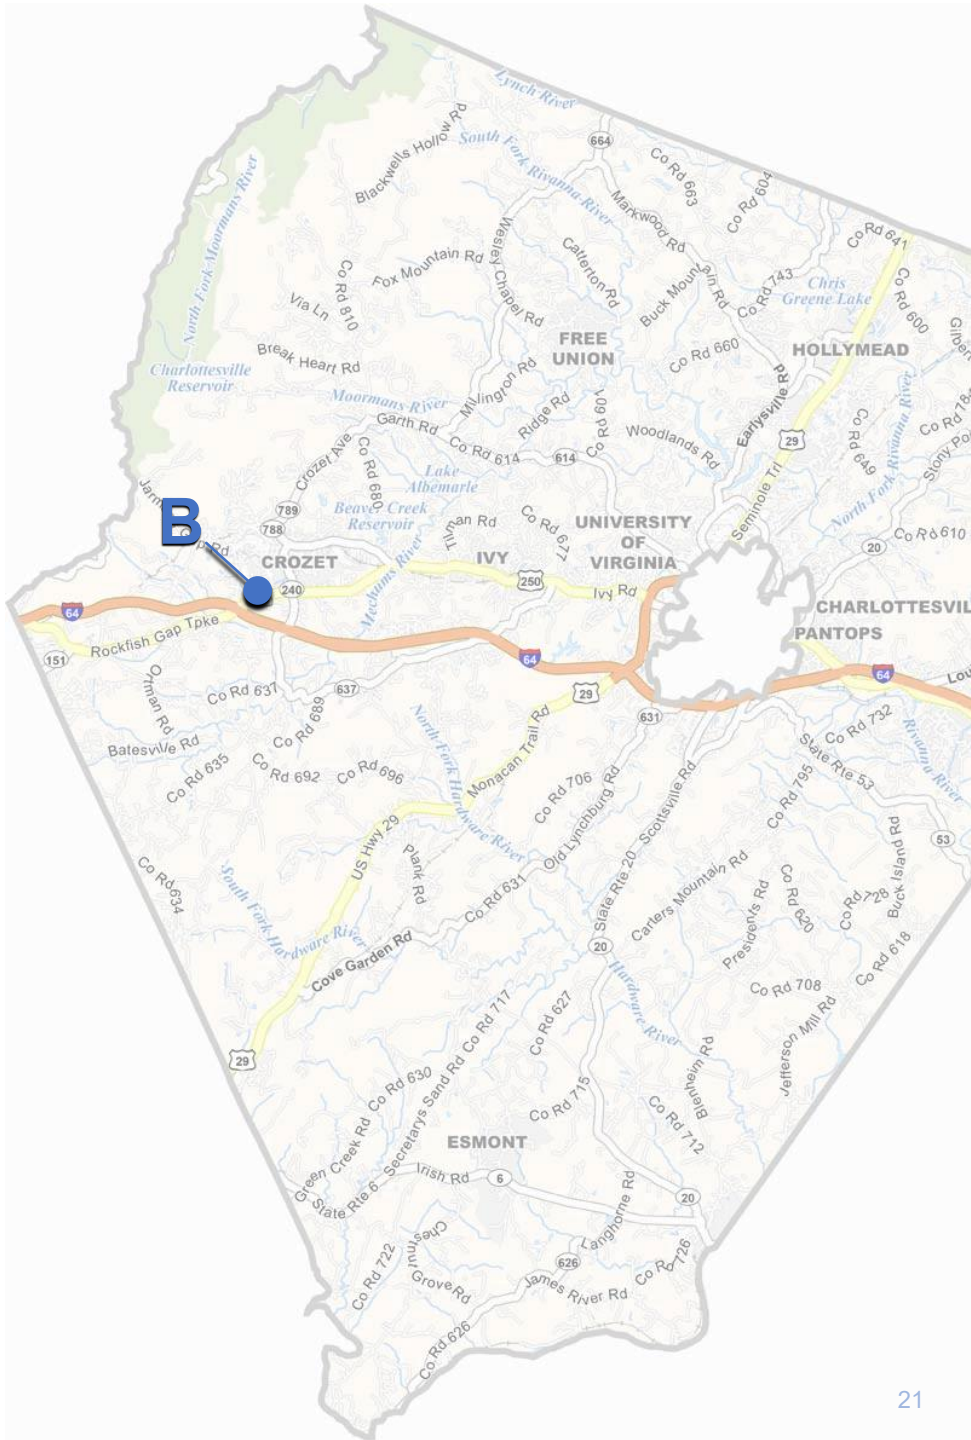 Lynch River
South Fork Rivanna River
664
Blackwells Hollow Rd
Co Rd 663
Co Rd 604
Markwood Rd
Co Rd 641
North Fork Moormans River
Wesley Chapel Rd
Catterton Rd
Buck Mountain Rd
Co Rd 743
Chris
Greene Lake
Co Rd 600
Fox Mountain Rd
Co Rd 810
Via Ln
FREE
UNION
Co Rd 660
HOLLYMEAD
Break Heart Rd
Charlottesville
Reservoir
Moormans River
Millington Rd
Ridge Rd
Co Rd 601
Earlysville Rd
29
Garth Rd
Co Rd 614
614
Woodlands Rd
Co Rd 649
North Fork Rivanna River
Crozet Ave
Co Rd 680
Lake
Albemarle
Seminole Trl
789
788
Beaver Creek
Reservoir
Co Rd 677
UNIVERSITY
OF
VIRGINIA
20
Co Rd 610
B
CROZET
IVY
250
Ivy Rd
240
Mechums River
64
Rockfish Gap Tpke
151
CHARLOTTESVIL
PANTOPS
64
64
Lou
Ortman Rd
Co Rd 637
637
29
631
Co Rd 689
Batesville Rd
Co Rd 635
Co Rd 692
Co Rd 696
North Fork Hardware River
Monacan Trail Rd
Co Rd 732
State Rte 53
Rivanna River
Co Rd 706
Old Lynchburg Rd
Scottsville Rd
Co Rd 795
53
US Hwy 29
Plank Rd
Co Rd 634
Co Rd 631
State Rte 20
Carters Mountain Rd
Presidents Rd
Co Rd 620
Co Rd 728
Buck Island Rd
South Fork Hardware River
Cove Garden Rd
20
Hardware River
Co Rd 618
Co Rd 708
Jefferson Mill Rd
29
Co Rd 717
Co Rd 627
Blenheim Rd
Co Rd 630
Secretarys Sand Rd
Co Rd 715
Co Rd 712
Green Creek Rd
ESMONT
State Rte 6
Irish Rd
6
20
Langhorne Rd
Chestnut Grove Rd
Co Rd 722
626
James River Rd
Co Rd 726
Co Rd 626
21